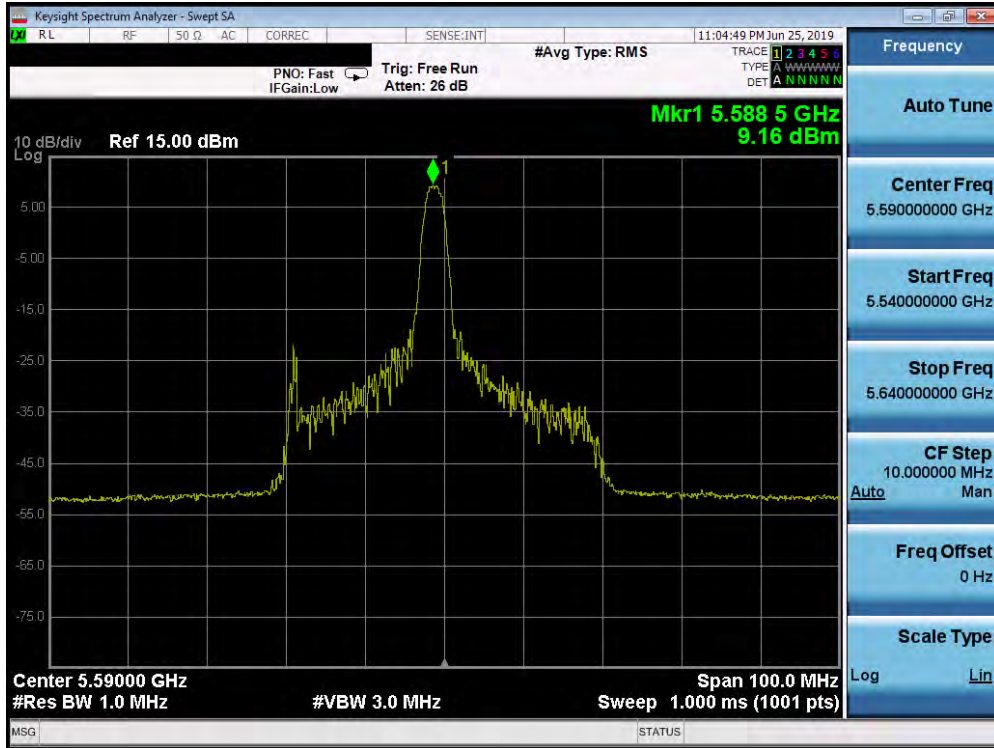 Keysight Spectrum Analyzer - Swept SA
LXI RL RF 50 Ω AC CORREC SENSE:INT 11:04:49 PM Jun 25, 2019
#Avg Type: RMS
TRACE 1 2 3 4 5 6
PNO: Fast Trig: Free Run
TYPE A WWWWW
IFGain:Low Atten: 26 dB
DET A N N N N N
Mkr1 5.588 5 GHz
9.16 dBm
10 dB/div Ref 15.00 dBm
Log
1
5.00
-5.00
-15.0
-25.0
-35.0
-45.0
-55.0
-65.0
-75.0
Center 5.59000 GHz Span 100.0 MHz
#Res BW 1.0 MHz #VBW 3.0 MHz Sweep 1.000 ms (1001 pts)
MSG STATUS
Frequency
Auto Tune
Center Freq
5.590000000 GHz
Start Freq
5.540000000 GHz
Stop Freq
5.640000000 GHz
CF Step
10.000000 MHz
Auto Man
Freq Offset
0 Hz
Scale Type
Log Lin